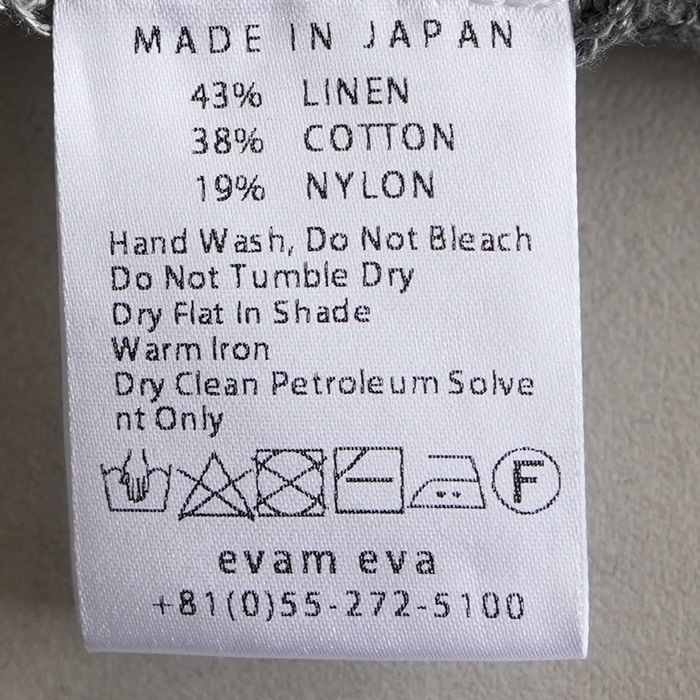 MADE IN JAPAN
43% LINEN
38% COTTON
19% NYLON
Hand Wash, Do Not Bleach
Do Not Tumble Dry
Dry Flat In Shade
Warm Iron
Dry Clean Petroleum Solve
nt Only
F
evam eva
+81(0)55-272-5100